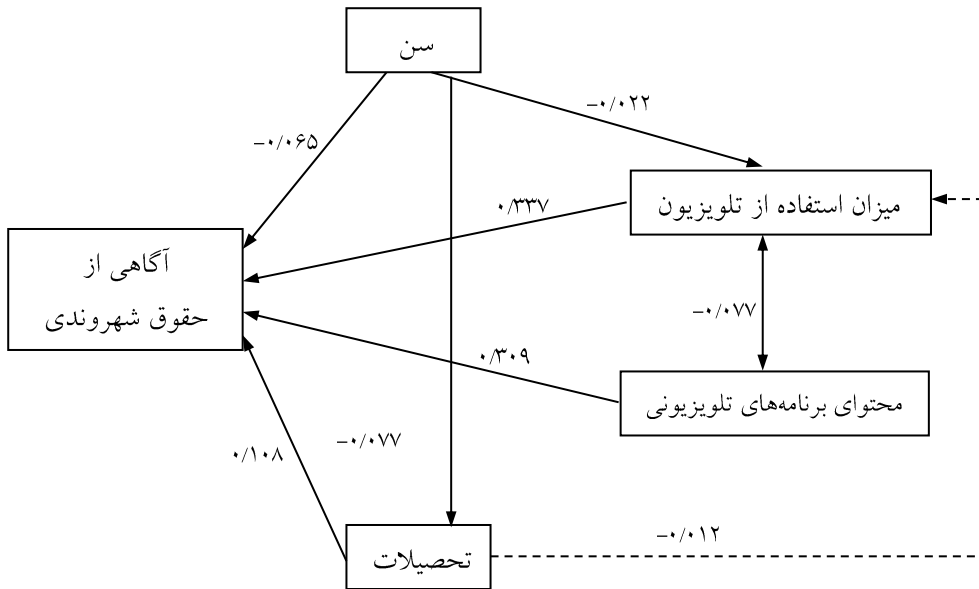 سن
-۰/۰۲۲
-۰/۰۶۵
میزان استفاده از تلویزیون
۰/۳۳۷
آگاهی از
حقوق شهروندی
-۰/۰۷۷
۰/۳۰۹
محتوای برنامه‌های تلویزیونی
-۰/۰۷۷
۰/۱۰۸
-۰/۰۱۲
تحصیلات